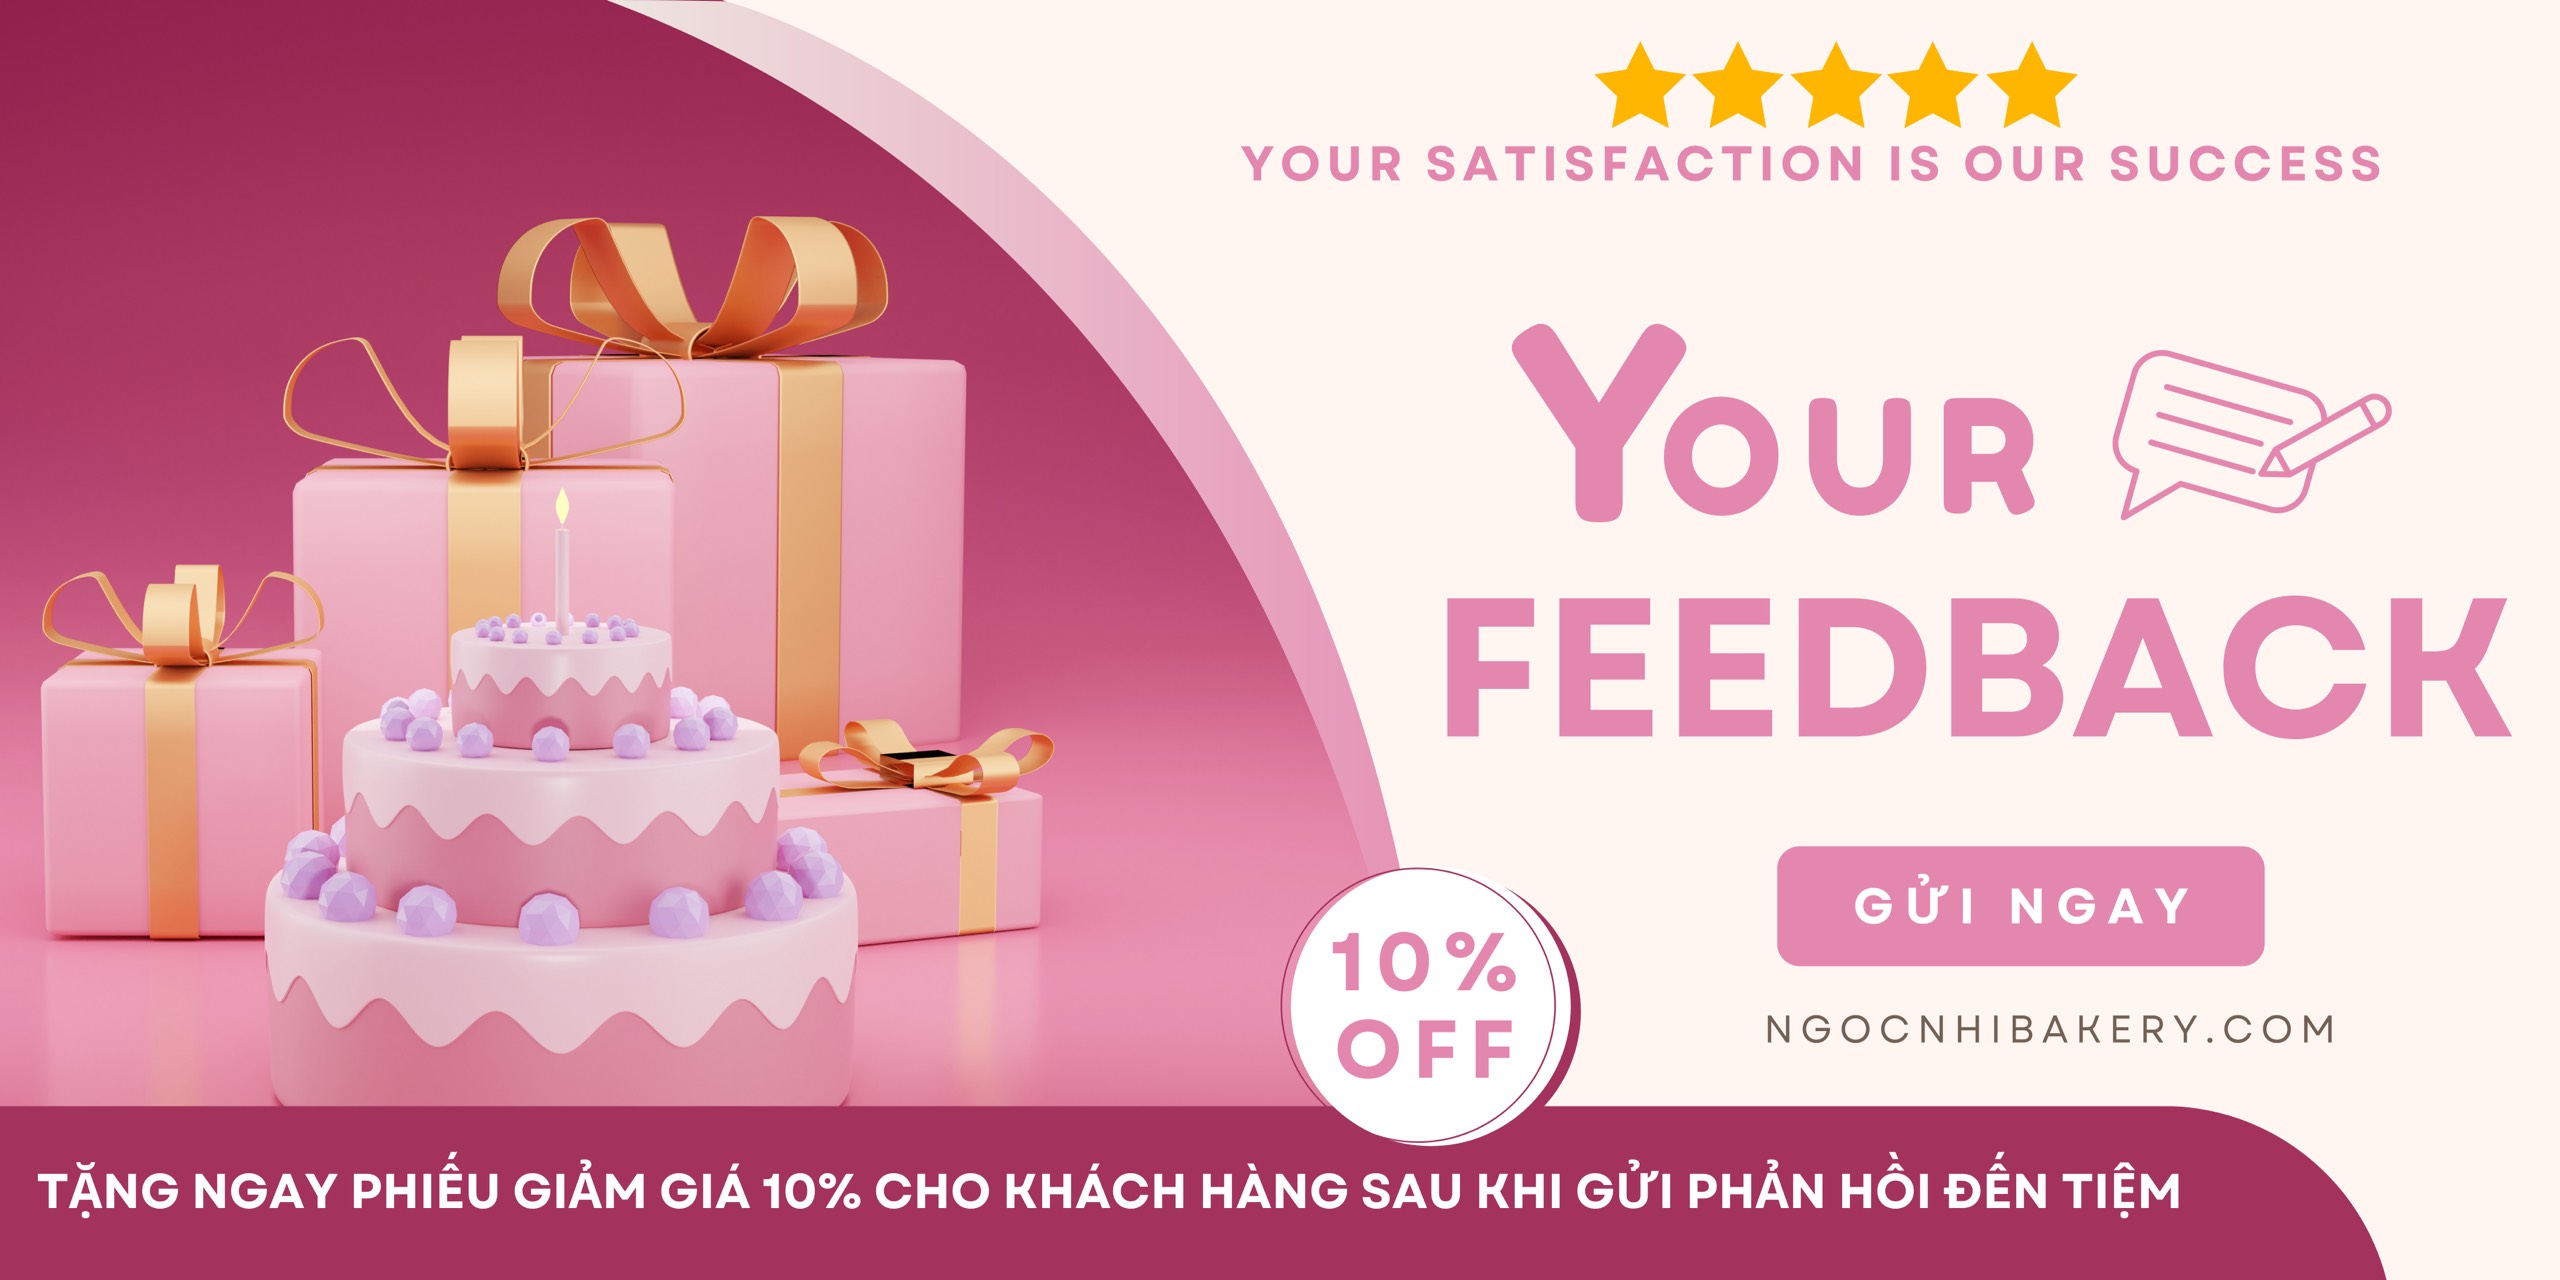 YOUR SATISFACTION IS OUR SUCCESS
YOUR
FEEDBACK
GỬI NGAY
NGOCNHIBAKERY.COM
10%
OFF
TẶNG NGAY PHIẾU GIẢM GIÁ 10% CHO KHÁCH HÀNG SAU KHI GỬI PHẢN HỒI ĐẾN TIỆM